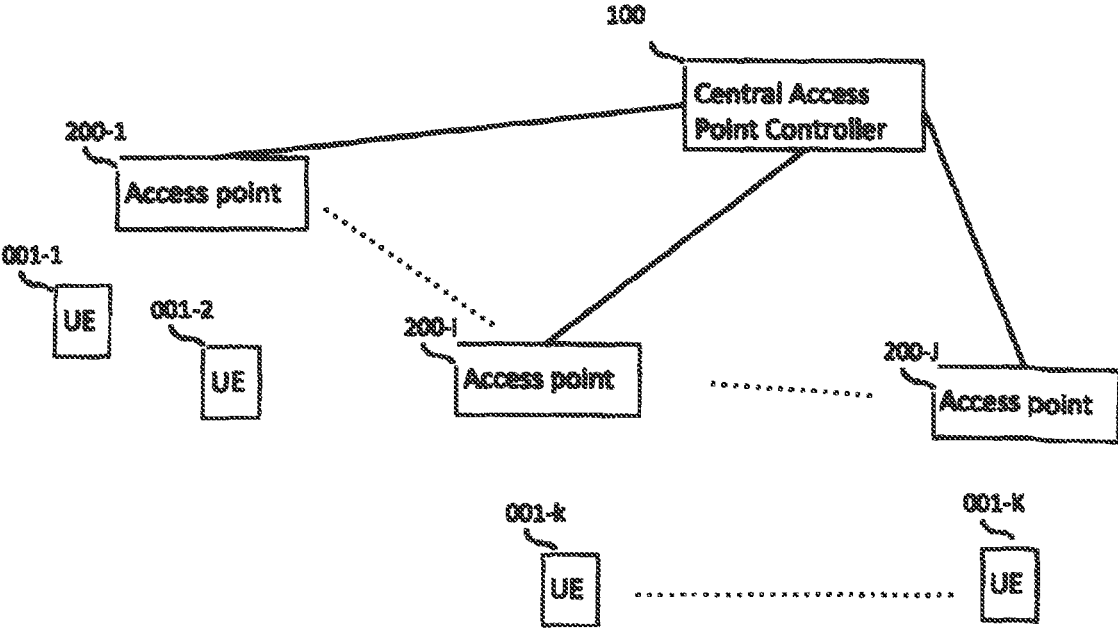 100
Central Access
Point Controller
200-1
Access point
001-1
UE
001-2
UE
200-l
Access point
200-J
Access point
001-k
UE
001-K
UE